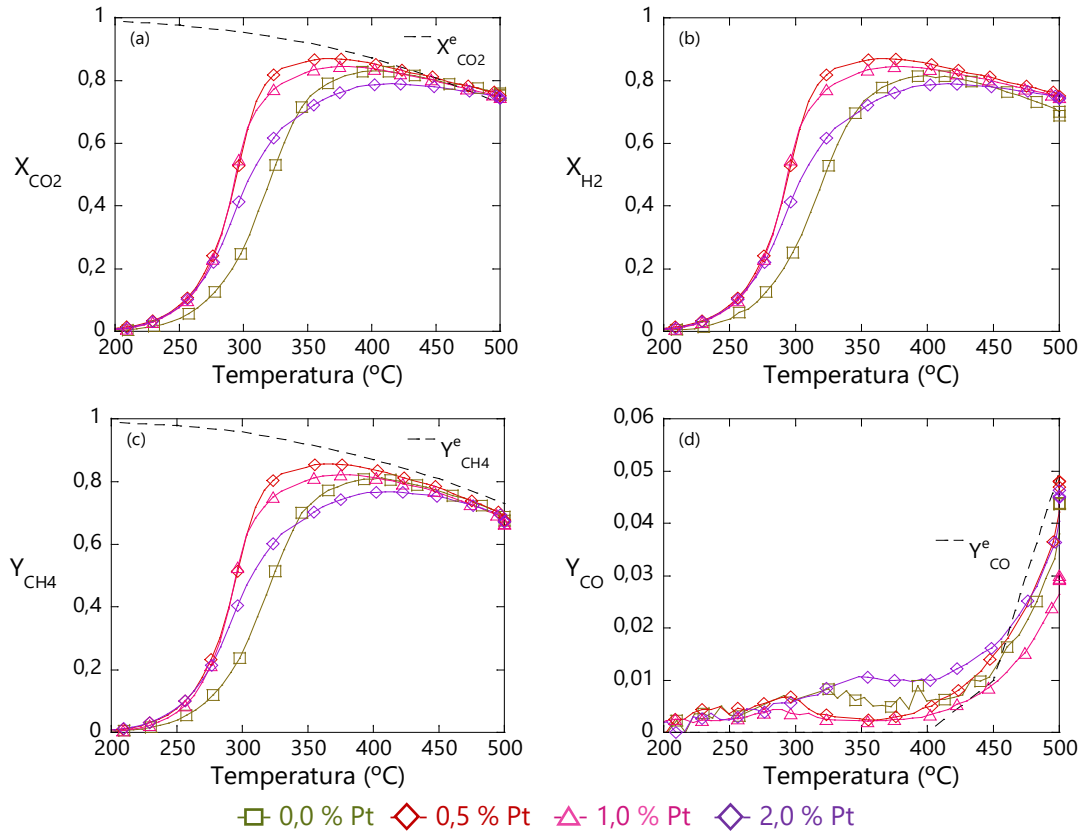 (a)
X^e_CO2
1
0,8
0,6
0,4
0,2
0
X_CO2
200 250 300 350 400 450 500
Temperatura (ºC)
(b)
1
0,8
0,6
0,4
0,2
0
X_H2
200 250 300 350 400 450 500
Temperatura (ºC)
(c)
Y^e_CH4
1
0,8
0,6
0,4
0,2
0
Y_CH4
200 250 300 350 400 450 500
Temperatura (ºC)
(d)
Y^e_CO
0,06
0,05
0,04
0,03
0,02
0,01
0
Y_CO
200 250 300 350 400 450 500
Temperatura (ºC)
0,0 % Pt 0,5 % Pt 1,0 % Pt 2,0 % Pt